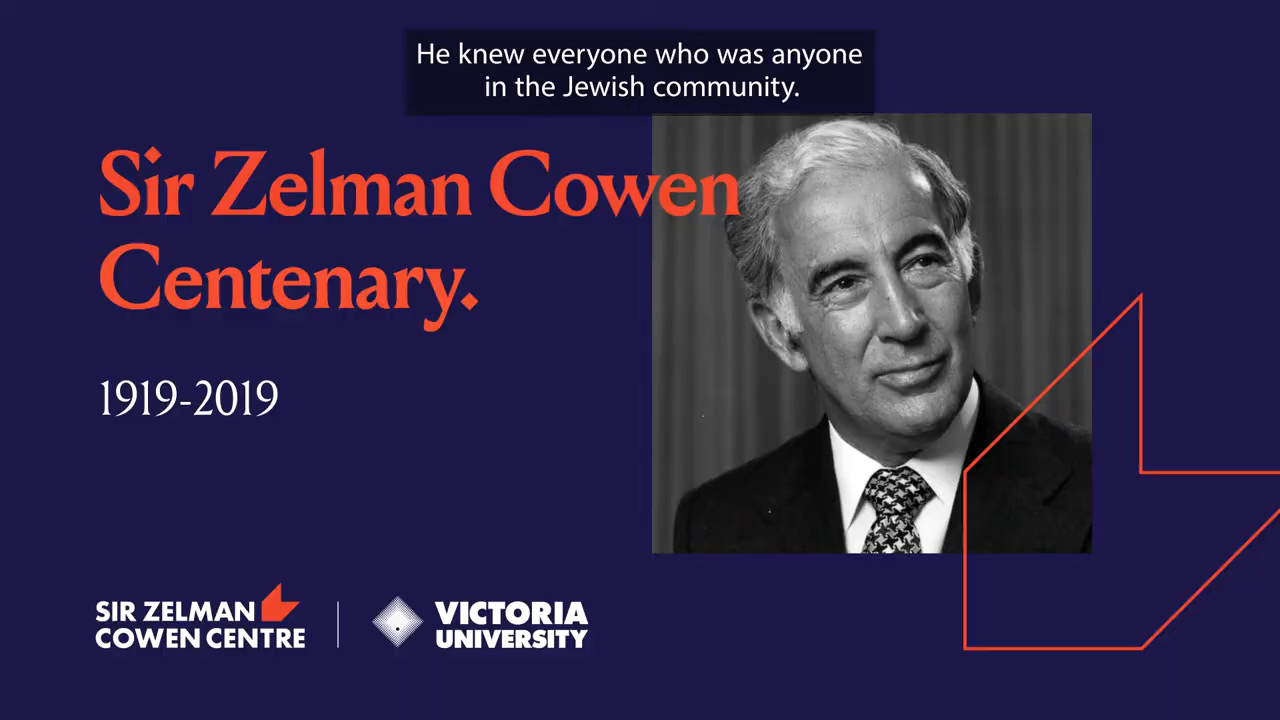 He knew everyone who was anyone
in the Jewish community.
Sir Zelman Cowen
Centenary.
1919-2019
SIR ZELMAN
COWEN CENTRE
VICTORIA
UNIVERSITY